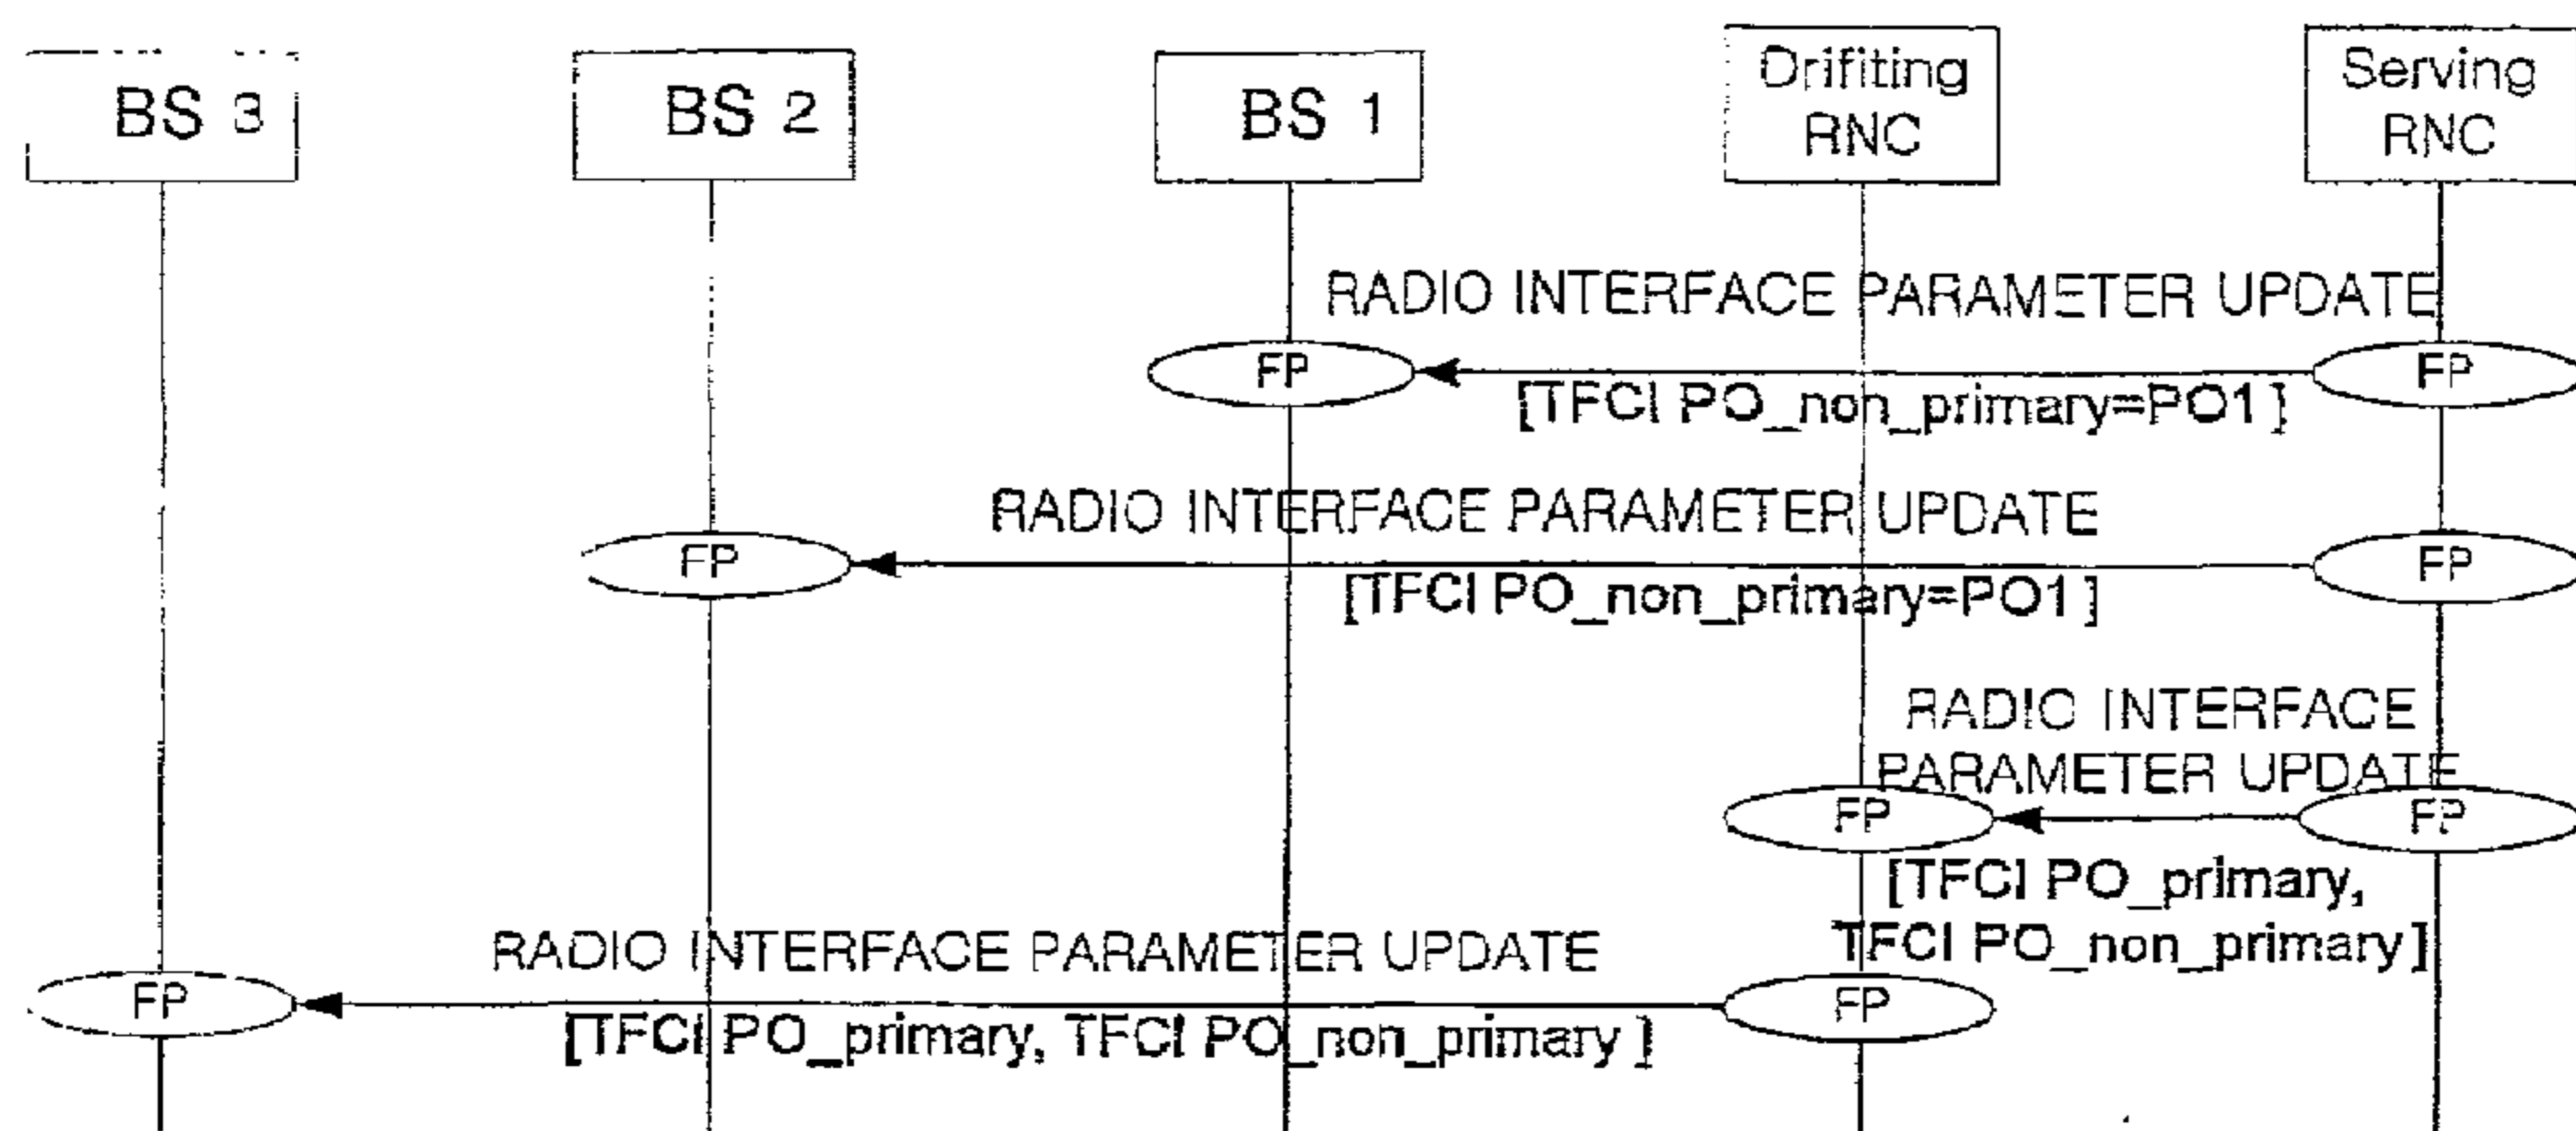 BS 3
BS 2
BS 1
Drifiting
RNC
Serving
RNC
RADIO INTERFACE PARAMETER UPDATE
FP
FP
[TFCI PO_non_primary=PO1]
RADIO INTERFACE PARAMETER UPDATE
FP
FP
[TFCI PO_non_primary=PO1]
RADIO INTERFACE
PARAMETER UPDATE
FP
FP
[TFCI PO_primary,
TFCI PO_non_primary]
RADIO INTERFACE PARAMETER UPDATE
FP
FP
[TFCI PO_primary, TFCI PO_non_primary]